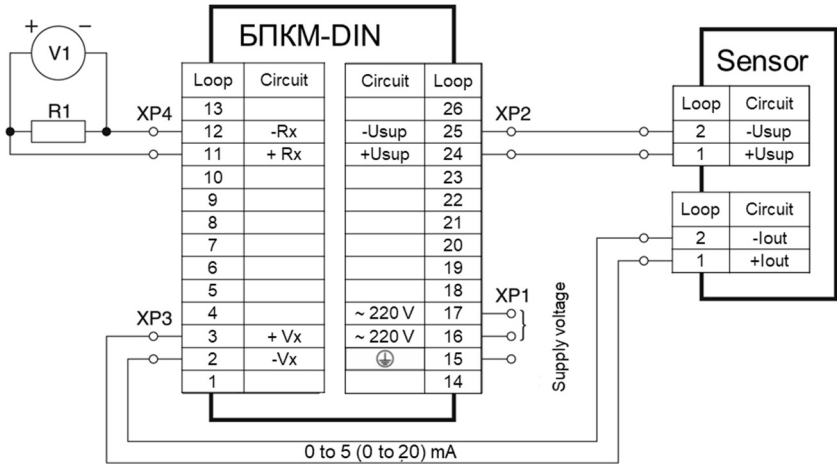 БПКМ-DIN
+ −
V1
R1
XP4
XP3
Loop Circuit
13
12 -Rx
11 + Rx
10
9
8
7
6
5
4
3 + Vx
2 -Vx
1
Circuit Loop
26
-Usup 25
+Usup 24
23
22
21
20
19
18
~ 220 V 17
~ 220 V 16
15
14
XP2
XP1
Supply voltage
Sensor
Loop Circuit
2 -Usup
1 +Usup
Loop Circuit
2 -Iout
1 +Iout
0 to 5 (0 to 20) mA